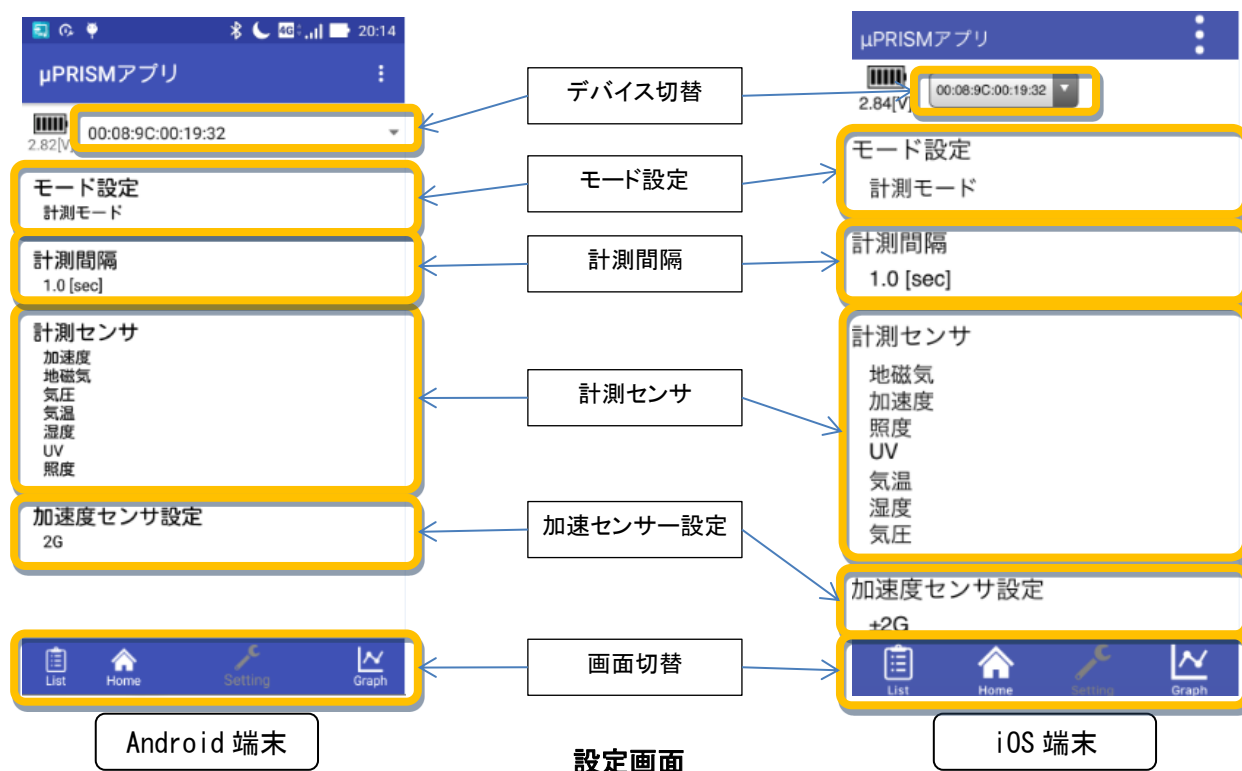 20:14
4G
μPRISMアプリ
2.82[V]
00:08:9C:00:19:32
モード設定
計測モード
計測間隔
1.0 [sec]
計測センサ
加速度
地磁気
気圧
気温
湿度
UV
照度
加速度センサ設定
2G
List
Home
Setting
Graph
Android 端末
デバイス切替
モード設定
計測間隔
計測センサ
加速センサー設定
画面切替
設定画面
μPRISMアプリ
2.84[V]
00:08:9C:00:19:32
モード設定
計測モード
計測間隔
1.0 [sec]
計測センサ
地磁気
加速度
照度
UV
気温
湿度
気圧
加速度センサ設定
±2G
List
Home
Setting
Graph
iOS 端末